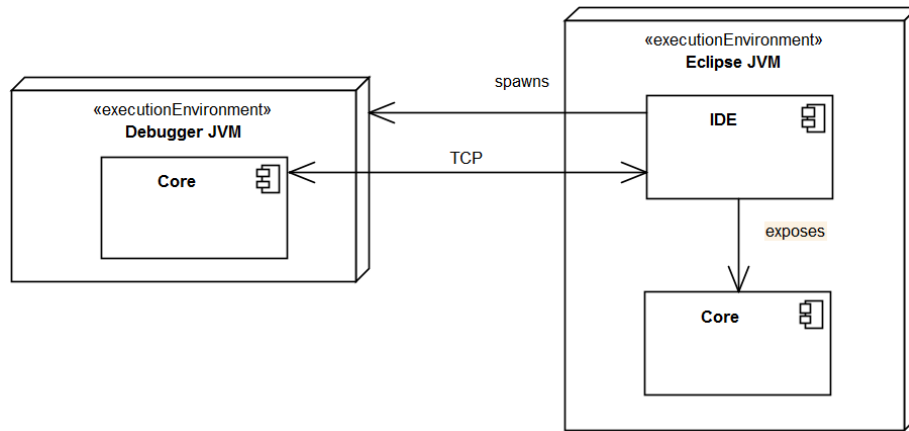 «executionEnvironment»
Debugger JVM
Core
spawns
TCP
«executionEnvironment»
Eclipse JVM
IDE
exposes
Core